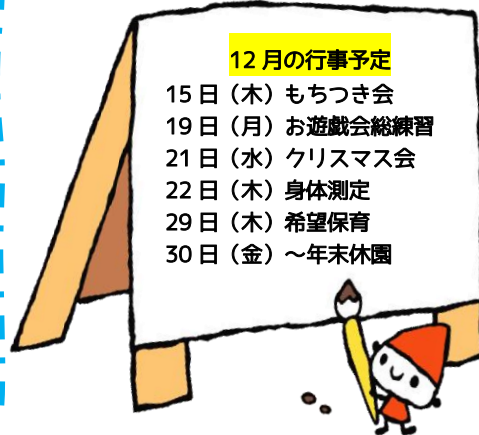 12月の行事予定
15日（木）もちつき会
19日（月）お遊戯会総練習
21日（水）クリスマス会
22日（木）身体測定
29日（木）希望保育
30日（金）～年末休園